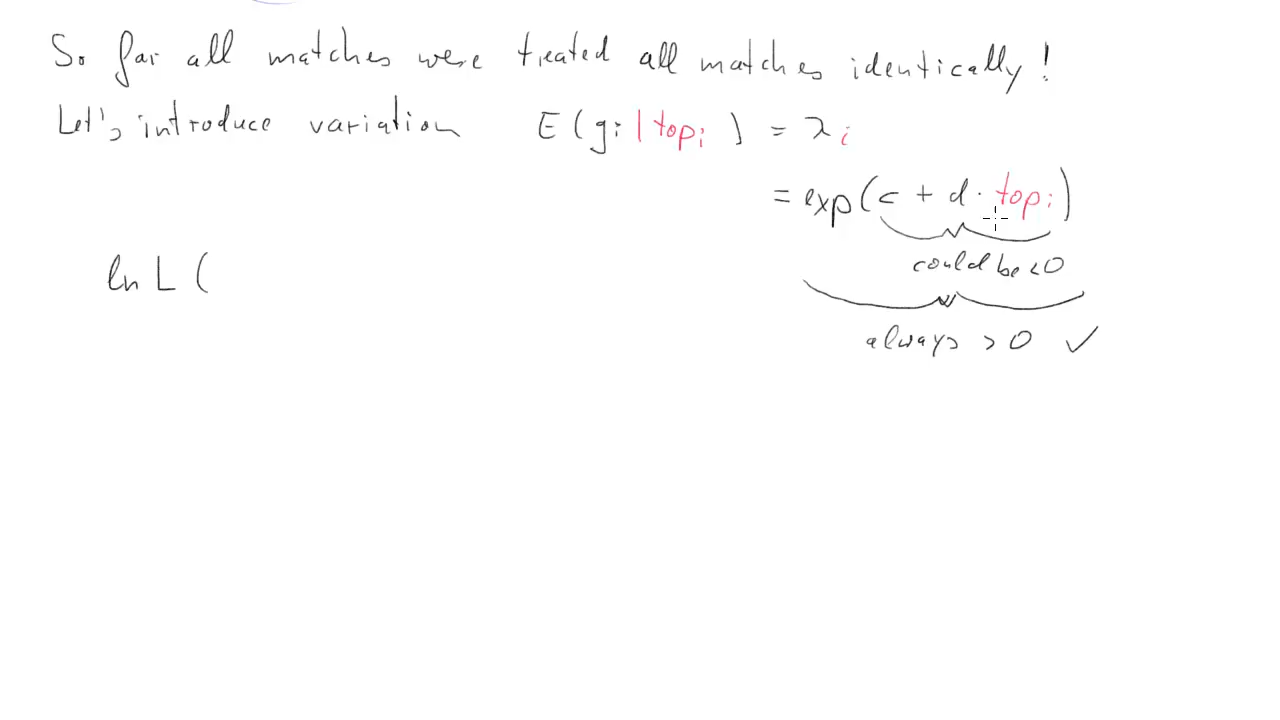 So far all matches were treated all matches identically!
Let's introduce variation E(gi | topi) = λi
= exp(c + d · topi)
could be <0
ln L (
always > 0 ✓